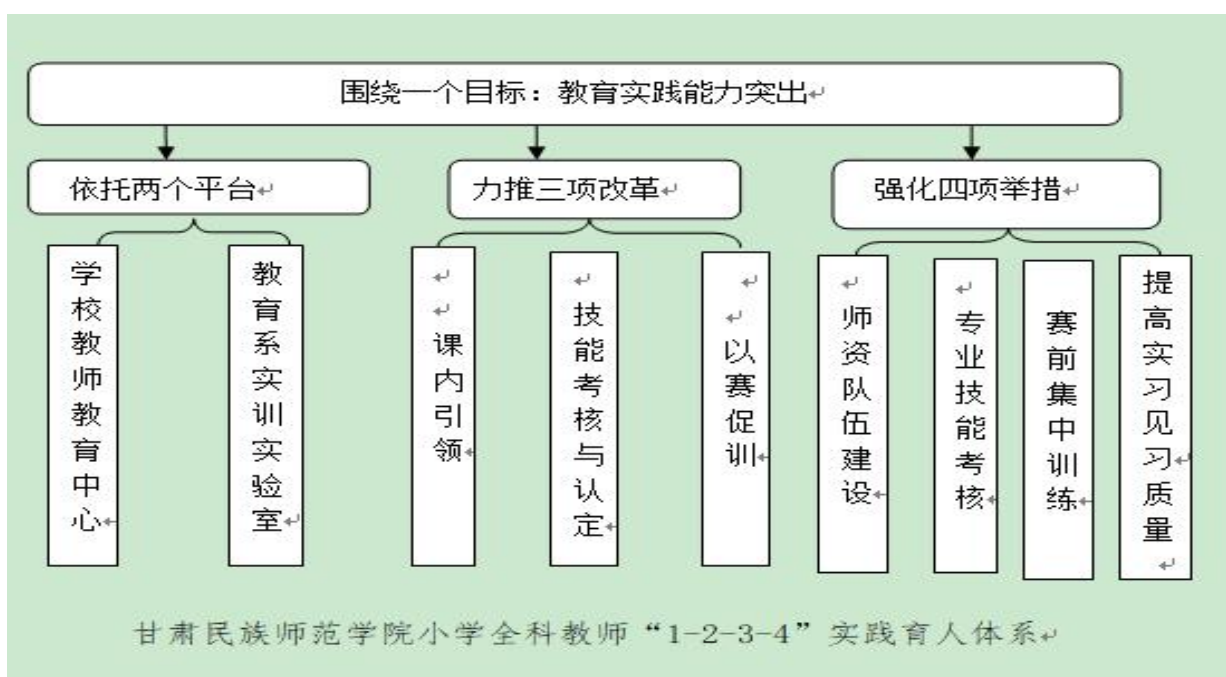 围绕一个目标：教育实践能力突出
依托两个平台
力推三项改革
强化四项举措
学校教师教育中心
教育系实训实验室
课内引领
技能考核与认定
以赛促训
师资队伍建设
专业技能考核
赛前集中训练
提高实习见习质量
甘肃民族师范学院小学全科教师“1-2-3-4”实践育人体系